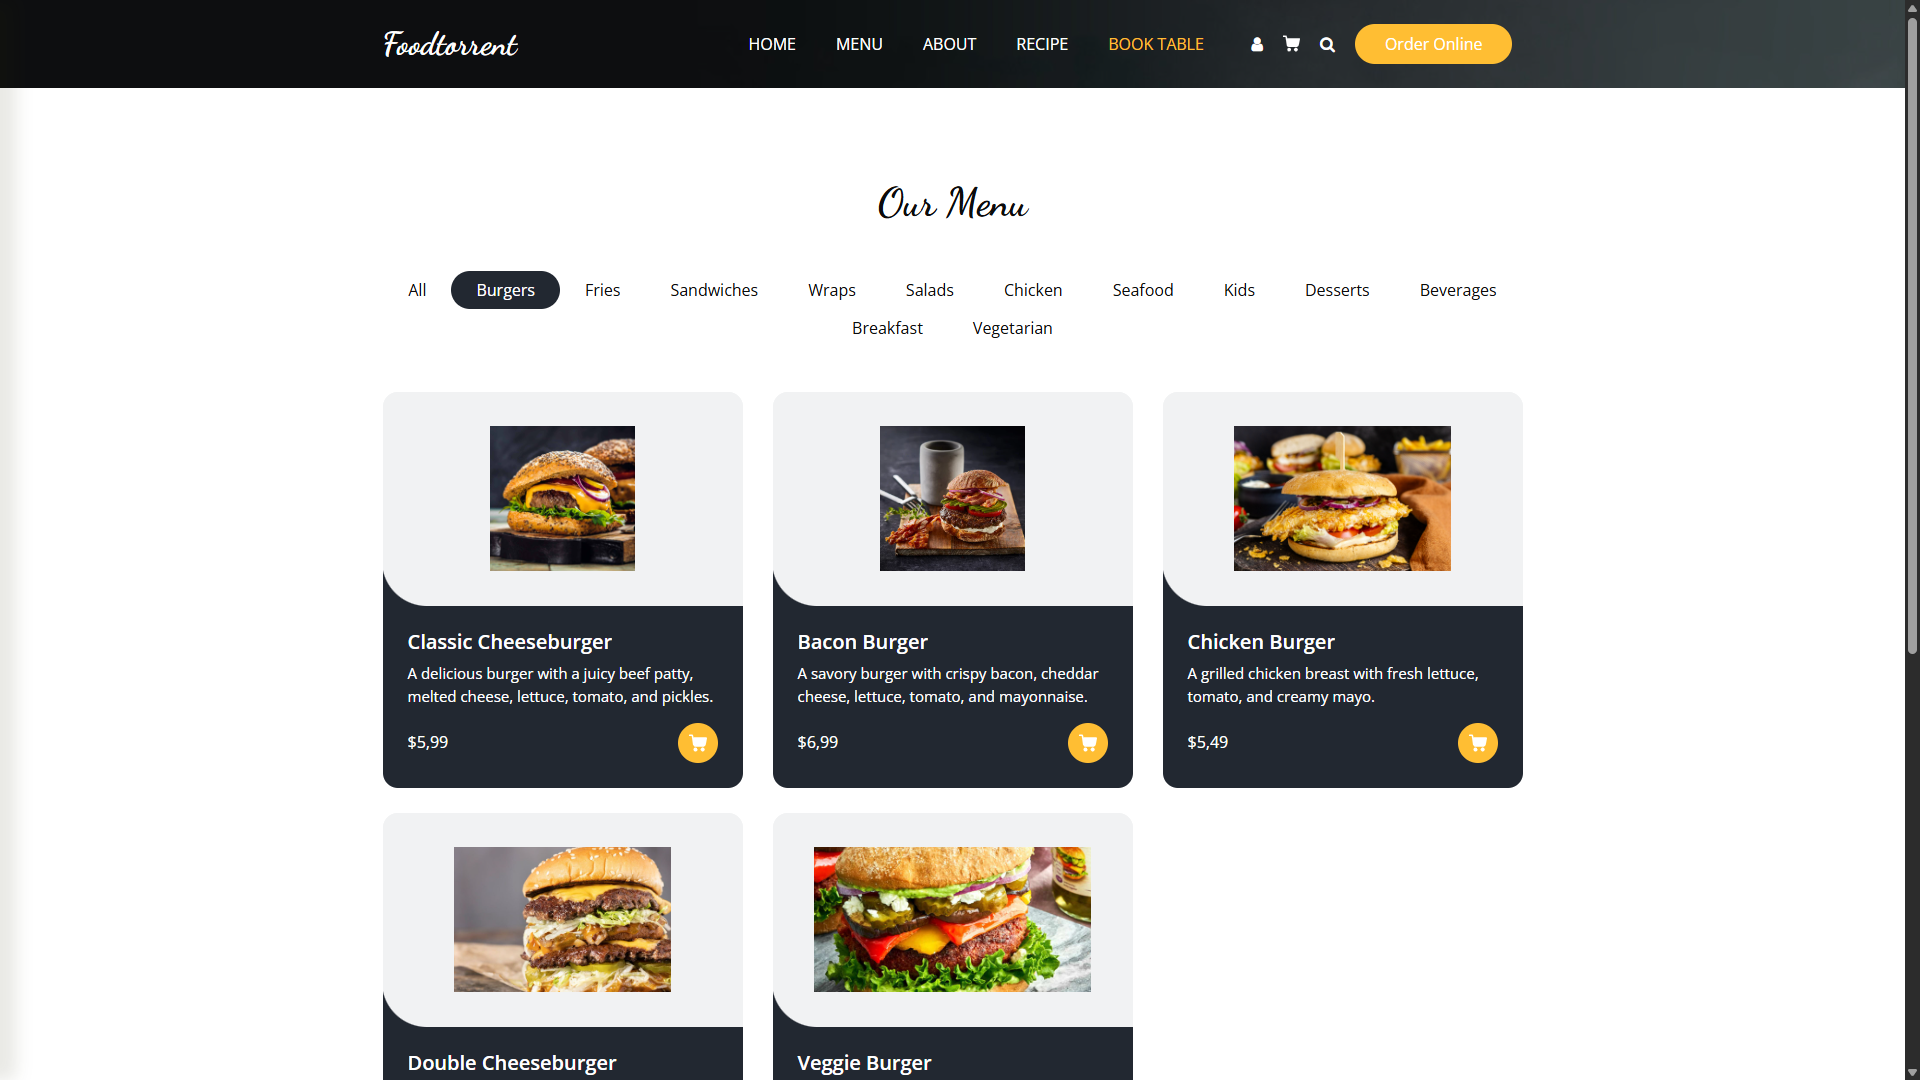 Foodtorrent
HOME MENU ABOUT RECIPE BOOK TABLE Order Online
Our Menu
All Burgers Fries Sandwiches Wraps Salads Chicken Seafood Kids Desserts Beverages
Breakfast Vegetarian
Classic Cheeseburger
A delicious burger with a juicy beef patty,
melted cheese, lettuce, tomato, and pickles.
$5,99
Bacon Burger
A savory burger with crispy bacon, cheddar
cheese, lettuce, tomato, and mayonnaise.
$6,99
Chicken Burger
A grilled chicken breast with fresh lettuce,
tomato, and creamy mayo.
$5,49
Double Cheeseburger
Veggie Burger